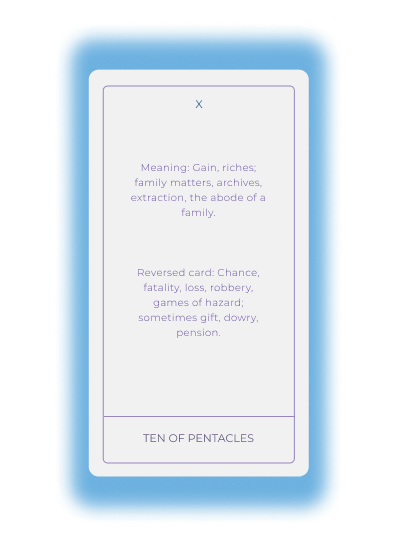 X
Meaning: Gain, riches;
family matters, archives,
extraction, the abode of a
family.
Reversed card: Chance,
fatality, loss, robbery,
games of hazard;
sometimes gift, dowry,
pension.
TEN OF PENTACLES